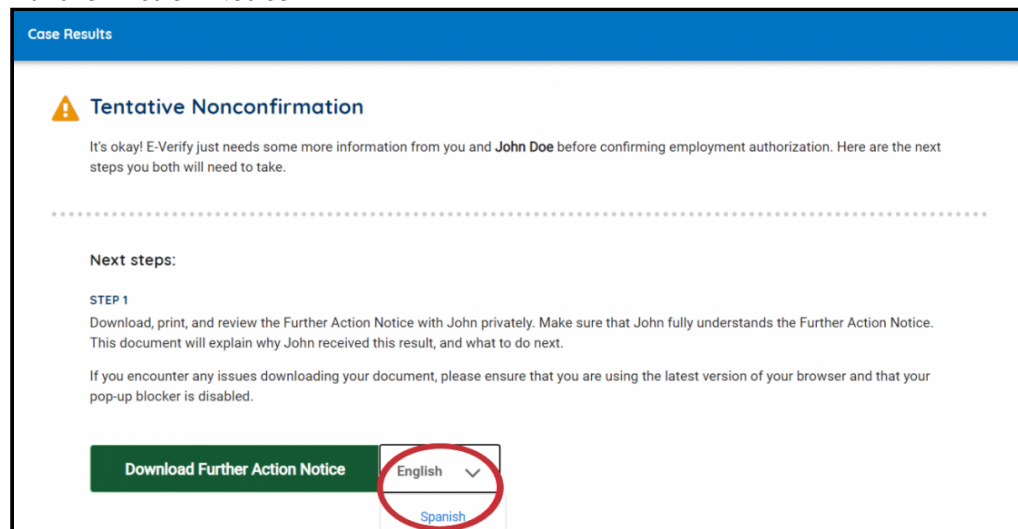 Case Results
Tentative Nonconfirmation
It's okay! E-Verify just needs some more information from you and John Doe before confirming employment authorization. Here are the next
steps you both will need to take.
Next steps:
STEP 1
Download, print, and review the Further Action Notice with John privately. Make sure that John fully understands the Further Action Notice.
This document will explain why John received this result, and what to do next.
If you encounter any issues downloading your document, please ensure that you are using the latest version of your browser and that your
pop-up blocker is disabled.
Download Further Action Notice English
Spanish